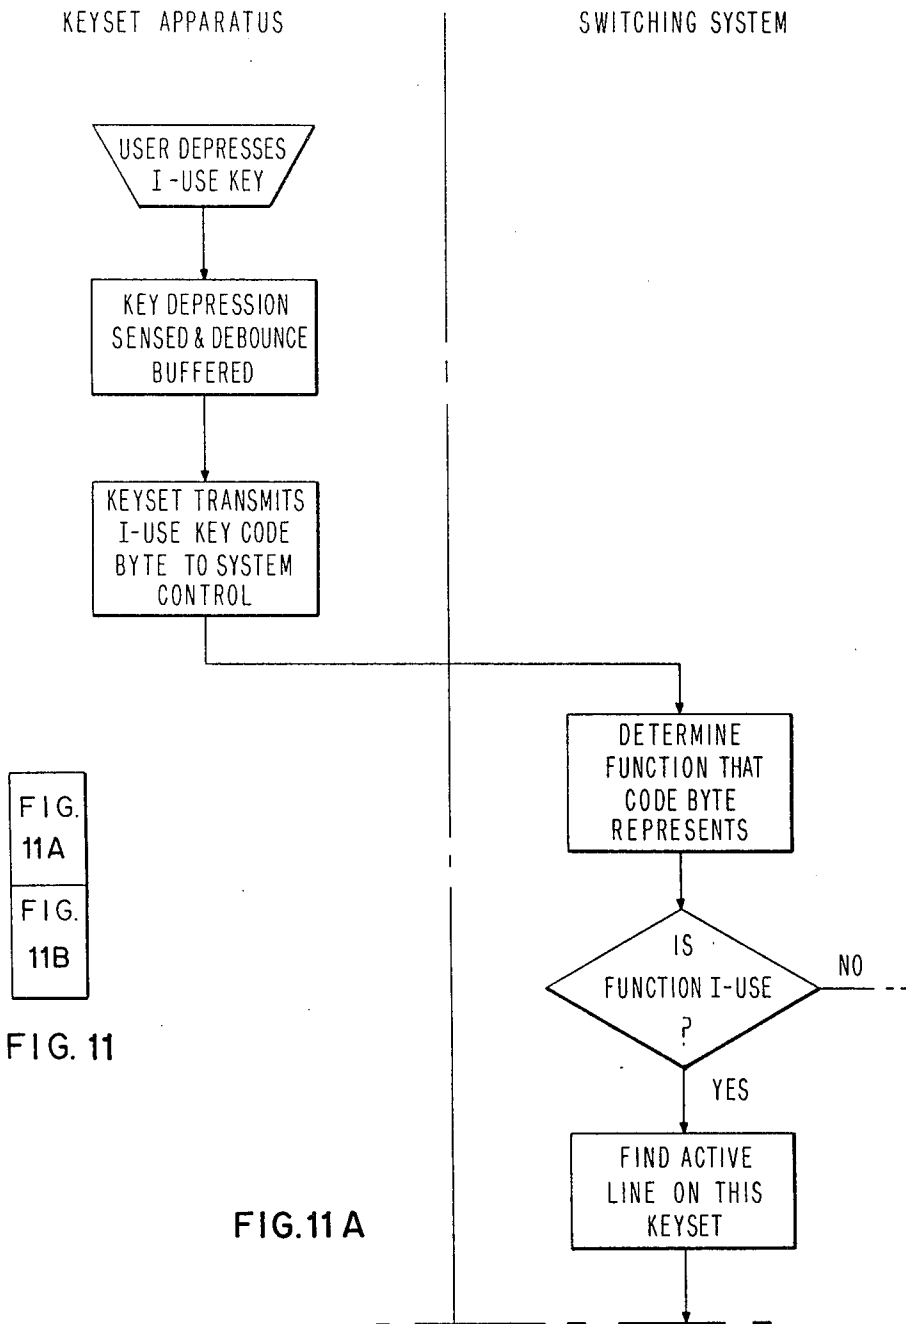 KEYSET APPARATUS
SWITCHING SYSTEM
USER DEPRESSES
I-USE KEY
KEY DEPRESSION
SENSED & DEBOUNCE
BUFFERED
KEYSET TRANSMITS
I-USE KEY CODE
BYTE TO SYSTEM
CONTROL
DETERMINE
FUNCTION THAT
CODE BYTE
REPRESENTS
IS
FUNCTION I-USE
?
NO
YES
FIND ACTIVE
LINE ON THIS
KEYSET
FIG.
11A
FIG.
11B
FIG. 11
FIG.11A